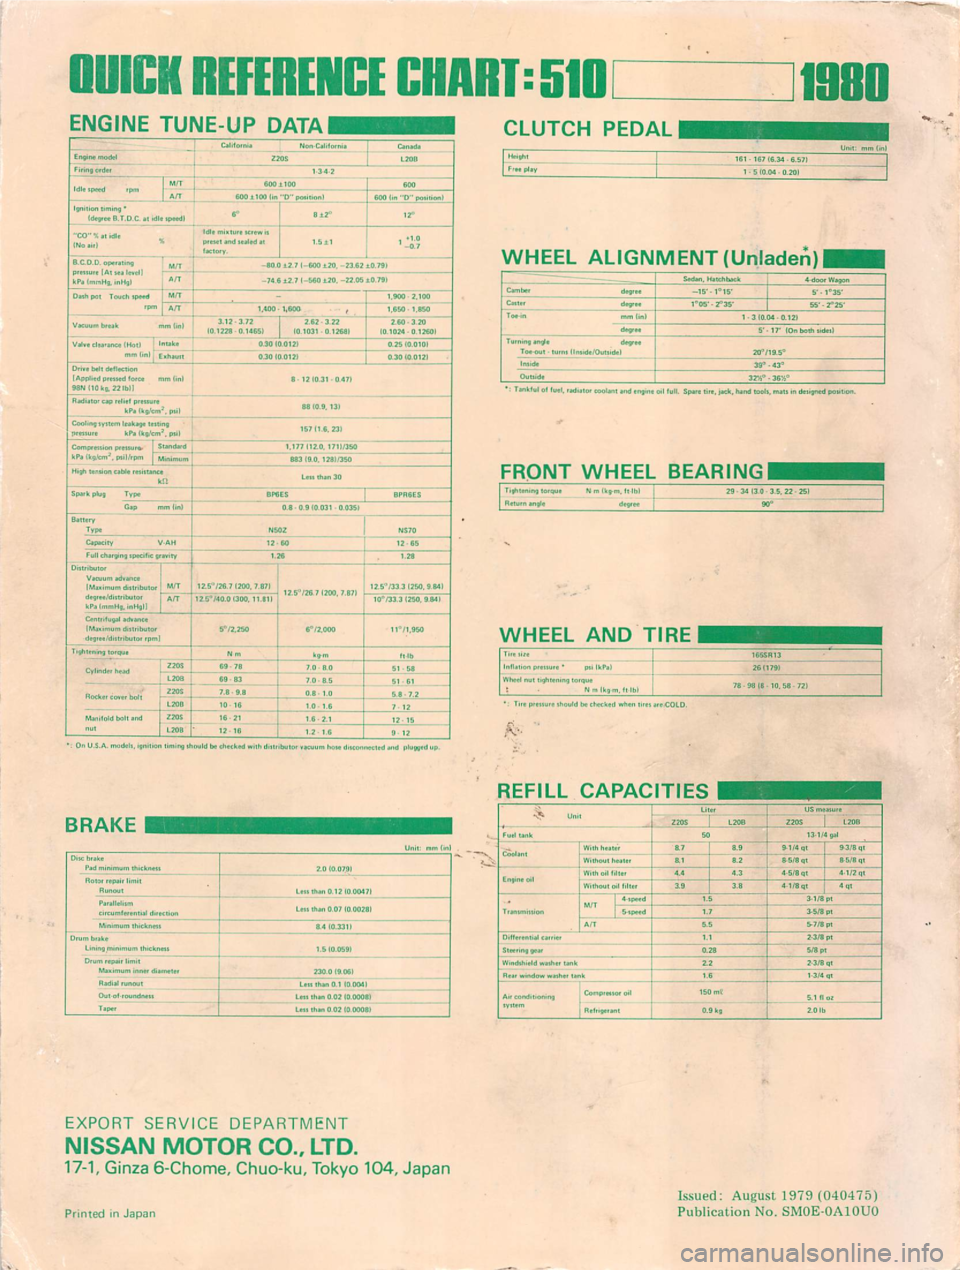 QUICK REFERENCE CHART: 510 1980
ENGINE TUNE-UP DATA
California Non-California Canada
Engine model Z20S L20B
Firing order 1-3-4-2
Idle speed rpm M/T 600 ±100 600
A/T 600 ±100 (in "D" position) 600 (in "D" position)
Ignition timing *
(degree B.T.D.C. at idle speed) 6° 8 ±2° 12°
"CO" % at idle
(No air) % Idle mixture screw is preset and sealed at factory. 1.5 ±1 1 +1.0 -0.7
B.C.D.D. operating
pressure [At sea level]
kPa (mmHg, inHg)
M/T -80.0 ±2.7 (-600 ±20, -23.62 ±0.79)
A/T -74.6 ±2.7 (-560 ±20, -22.05 ±0.79)
Dash pot Touch speed rpm M/T - 1,900 - 2,100
A/T 1,400 - 1,600 1,650 - 1,850
Vacuum break mm (in) 3.12 - 3.72 (0.1228 - 0.1465) 2.62 - 3.22 (0.1031 - 0.1268) 2.60 - 3.20 (0.1024 - 0.1260)
Valve clearance (Hot) mm (in) Intake 0.30 (0.012) 0.25 (0.010)
Exhaust 0.30 (0.012) 0.30 (0.012)
Drive belt deflection
[Applied pressed force mm (in)
98N (10 kg, 22 lb)] 8 - 12 (0.31 - 0.47)
Radiator cap relief pressure
kPa (kg/cm², psi) 88 (0.9, 13)
Cooling system leakage testing
pressure kPa (kg/cm², psi) 157 (1.6, 23)
Compression pressure Standard 1,177 (12.0, 171)/350
kPa (kg/cm², psi)/rpm Minimum 883 (9.0, 128)/350
High tension cable resistance kΩ Less than 30
Spark plug Type BP6ES BPR6ES
Gap mm (in) 0.8 - 0.9 (0.031 - 0.035)
Battery
Type N50Z NS70
Capacity V-AH 12 - 60 12 - 65
Full charging specific gravity 1.26 1.28
Distributor
Vacuum advance
[Maximum distributor
degree/distributor
kPa (mmHg, inHg)]
M/T 12.5°/26.7 (200, 7.87) 12.5°/26.7 (200, 7.87) 12.5°/33.3 (250, 9.84)
A/T 12.5°/40.0 (300, 11.81) 10°/33.3 (250, 9.84)
Centrifugal advance
[Maximum distributor
degree/distributor rpm] 5°/2,250 6°/2,000 11°/1,950
Tightening torque N·m kg-m ft-lb
Cylinder head Z20S 69 - 78 7.0 - 8.0 51 - 58
L20B 69 - 83 7.0 - 8.5 51 - 61
Rocker cover bolt Z20S 7.8 - 9.8 0.8 - 1.0 5.8 - 7.2
L20B 10 - 16 1.0 - 1.6 7 - 12
Manifold bolt and nut Z20S 16 - 21 1.6 - 2.1 12 - 15
L20B 12 - 16 1.2 - 1.6 9 - 12
*: On U.S.A. models, ignition timing should be checked with distributor vacuum hose disconnected and plugged up.
BRAKE
Unit: mm (in)
Disc brake
Pad minimum thickness 2.0 (0.079)
Rotor repair limit
Runout Less than 0.12 (0.0047)
Parallelism
circumferential direction Less than 0.07 (0.0028)
Minimum thickness 8.4 (0.331)
Drum brake
Lining minimum thickness 1.5 (0.059)
Drum repair limit
Maximum inner diameter 230.0 (9.06)
Radial runout Less than 0.1 (0.004)
Out-of-roundness Less than 0.02 (0.0008)
Taper Less than 0.02 (0.0008)
CLUTCH PEDAL
Unit: mm (in)
Height 161 - 167 (6.34 - 6.57)
Free play 1 - 5 (0.04 - 0.20)
WHEEL ALIGNMENT (Unladen)*
Sedan, Hatchback 4-door Wagon
Camber degree -15' - 1°15' 5' - 1°35'
Caster degree 1°05' - 2°35' 55' - 2°25'
Toe-in mm (in) 1 - 3 (0.04 - 0.12)
degree 5' - 17' (On both sides)
Turning angle degree
Toe-out - turns (Inside/Outside) 20°/19.5°
Inside 39° - 43°
Outside 32½° - 36½°
*: Tankful of fuel, radiator coolant and engine oil full. Spare tire, jack, hand tools, mats in designed position.
FRONT WHEEL BEARING
Tightening torque N·m (kg-m, ft-lb) 29 - 34 (3.0 - 3.5, 22 - 25)
Return angle degree 90°
WHEEL AND TIRE
Tire size 165SR13
Inflation pressure * psi (kPa) 26 (179)
Wheel nut tightening torque
N·m (kg-m, ft-lb) 78 - 98 (8 - 10, 58 - 72)
*: Tire pressure should be checked when tires are COLD.
REFILL CAPACITIES
Unit Liter US measure
Z20S L20B Z20S L20B
Fuel tank 50 13-1/4 gal
Coolant With heater 8.7 8.9 9-1/4 qt 9-3/8 qt
Without heater 8.1 8.2 8-5/8 qt 8-5/8 qt
Engine oil With oil filter 4.4 4.3 4-5/8 qt 4-1/2 qt
Without oil filter 3.9 3.8 4-1/8 qt 4 qt
Transmission M/T 4-speed 1.5 3-1/8 pt
5-speed 1.7 3-5/8 pt
A/T 5.5 5-7/8 pt
Differential carrier 1.1 2-3/8 pt
Steering gear 0.28 5/8 pt
Windshield washer tank 2.2 2-3/8 qt
Rear window washer tank 1.6 1-3/4 qt
Air conditioning system Compressor oil 150 ml 5.1 fl oz
Refrigerant 0.9 kg 2.0 lb
EXPORT SERVICE DEPARTMENT
NISSAN MOTOR CO., LTD.
17-1, Ginza 6-Chome, Chuo-ku, Tokyo 104, Japan
Printed in Japan
Issued: August 1979 (040475)
Publication No. SM0E-0A10U0
carmanualsonline.info